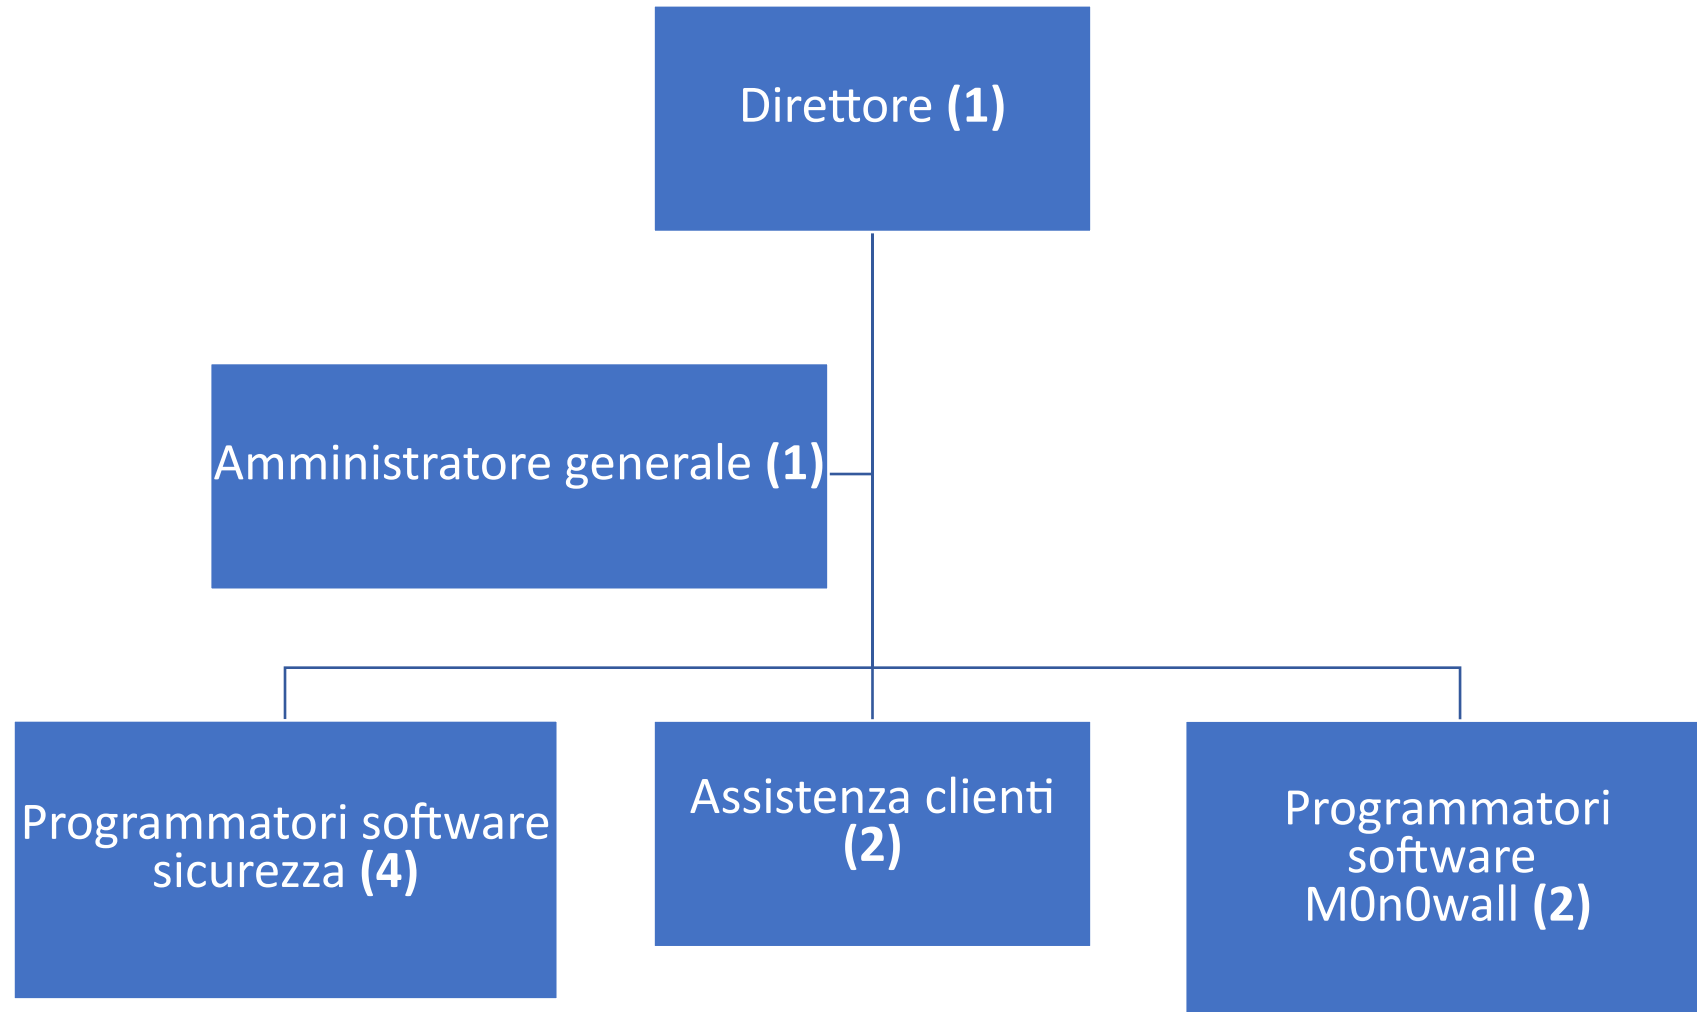 Direttore (1)
Amministratore generale (1)
Programmatori software
sicurezza (4)
Assistenza clienti
(2)
Programmatori
software
M0n0wall (2)